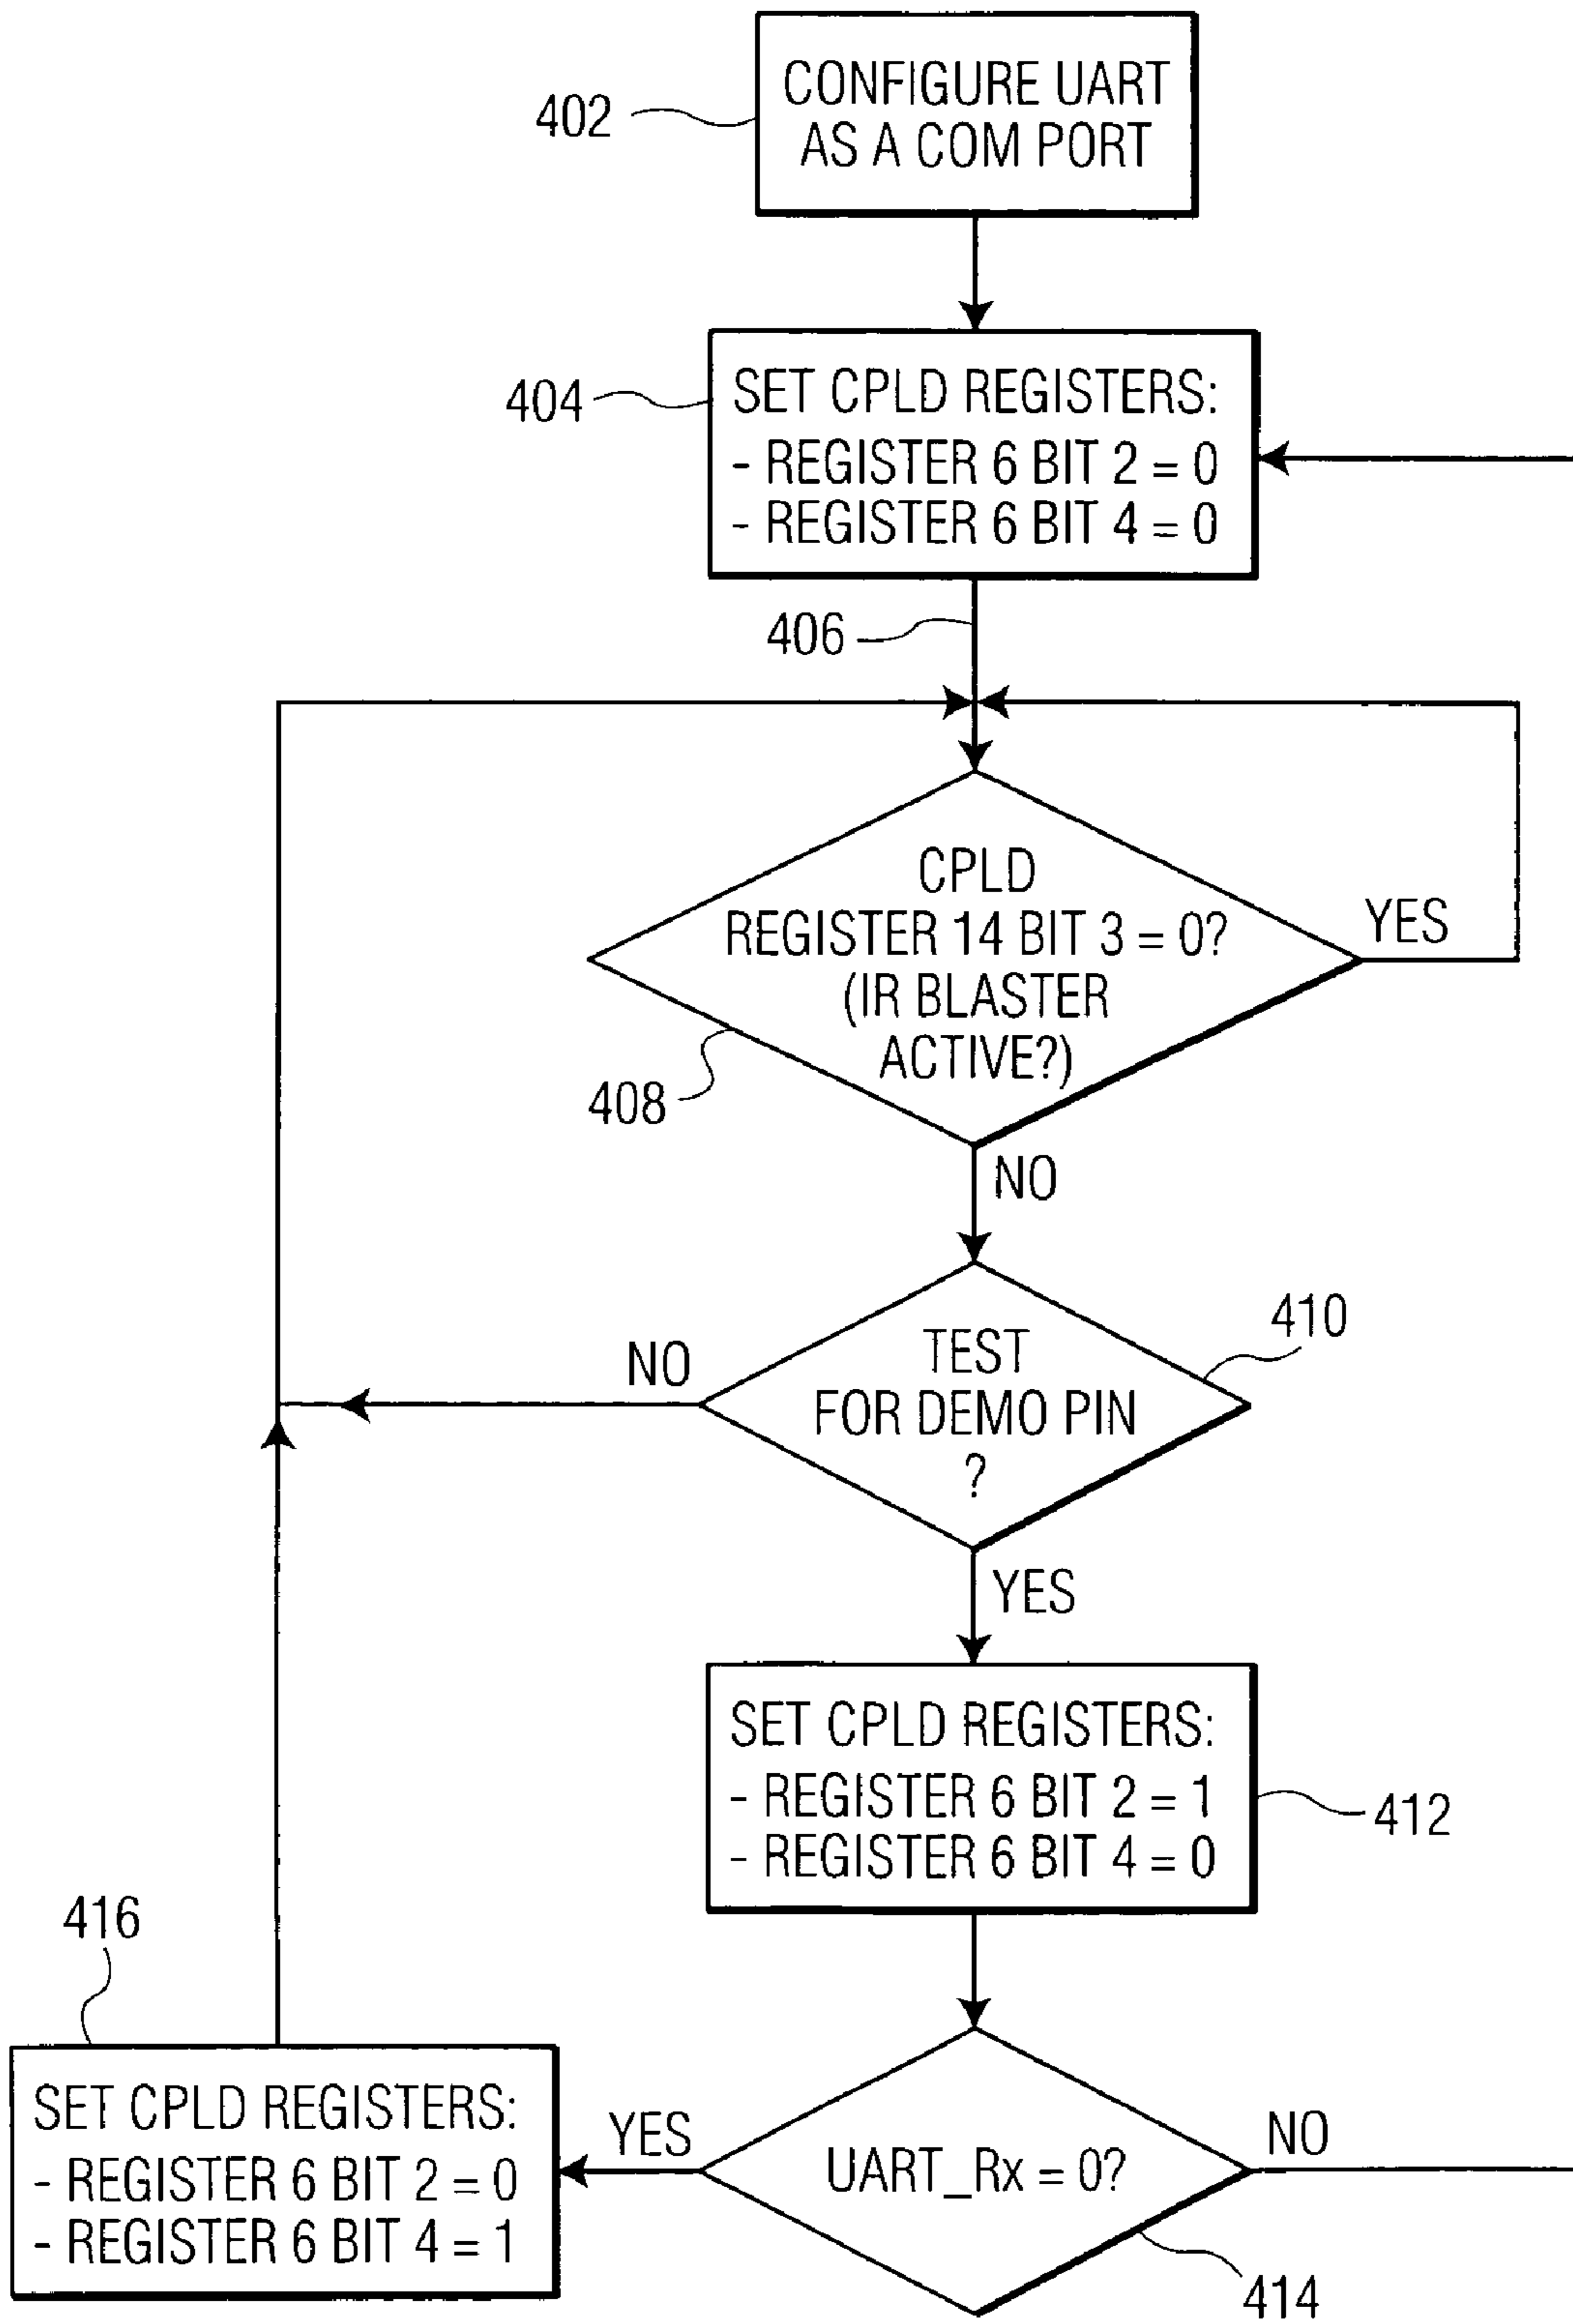 402
CONFIGURE UART
AS A COM PORT
404
SET CPLD REGISTERS:
- REGISTER 6 BIT 2 = 0
- REGISTER 6 BIT 4 = 0
406
CPLD
REGISTER 14 BIT 3 = 0?
(IR BLASTER
ACTIVE?)
YES
408
NO
410
TEST
FOR DEMO PIN
?
NO
YES
SET CPLD REGISTERS:
- REGISTER 6 BIT 2 = 1
- REGISTER 6 BIT 4 = 0
412
416
SET CPLD REGISTERS:
- REGISTER 6 BIT 2 = 0
- REGISTER 6 BIT 4 = 1
YES
UART_Rx = 0?
NO
414